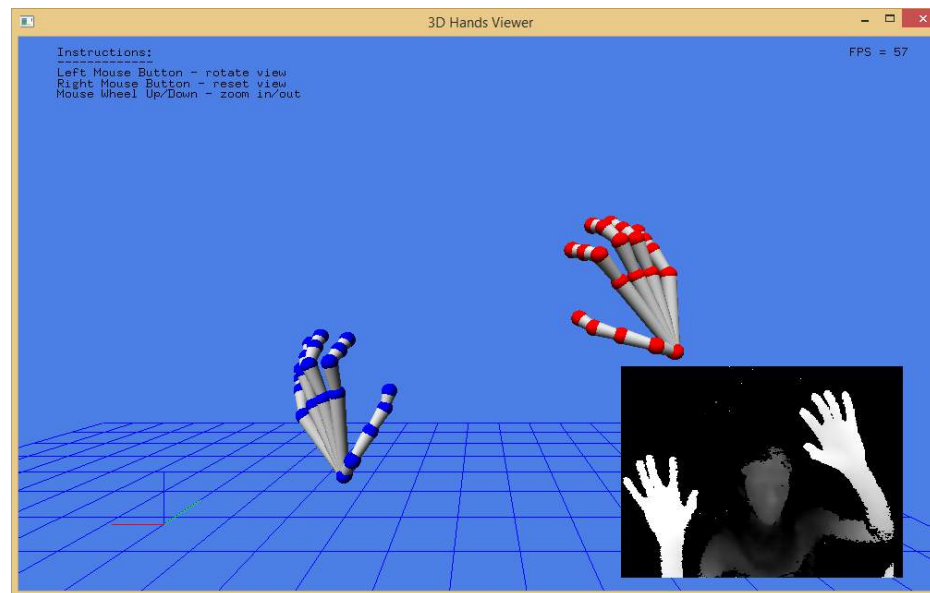 3D Hands Viewer
Instructions:
-------------
Left Mouse Button - rotate view
Right Mouse Button - reset view
Mouse Wheel Up/Down - zoom in/out
FPS = 57